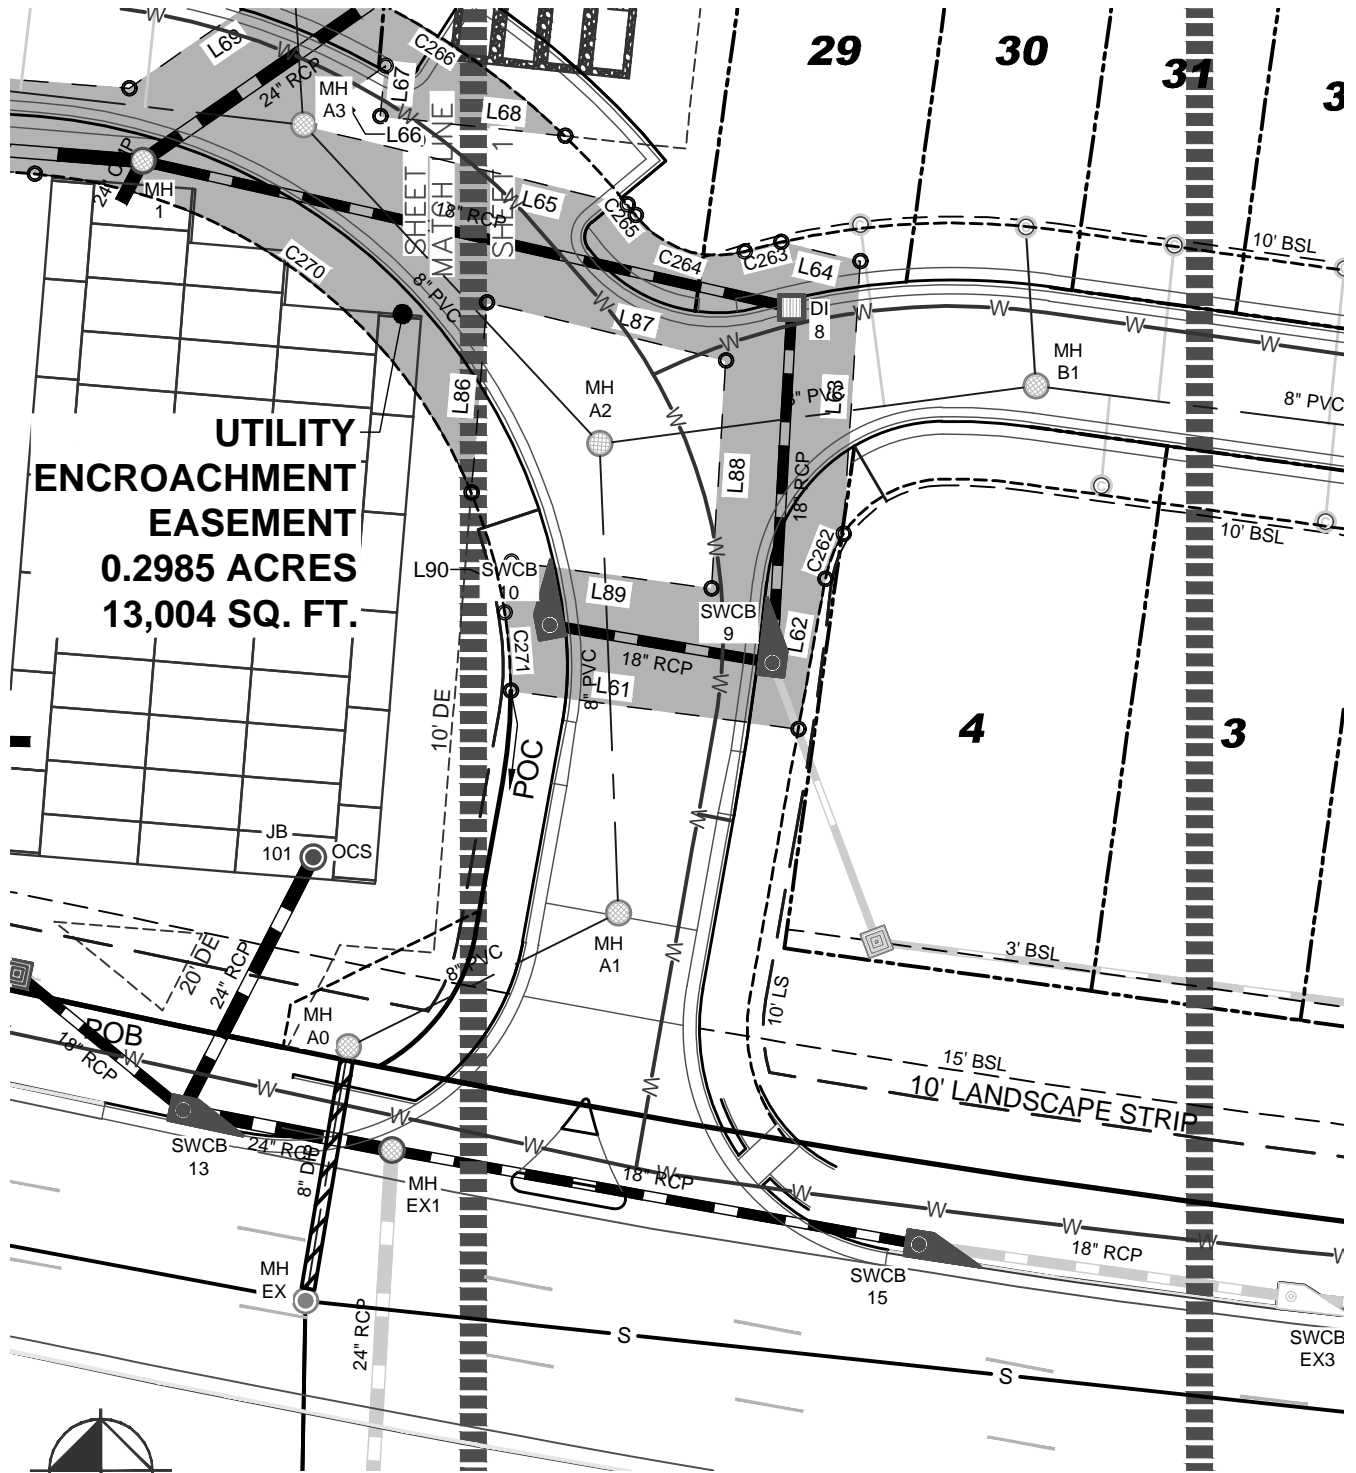 W
L69
24" RCP
W
C266
L67
MH
A3
W
L66
L68
SHEET
MATCH LINE
SHEET 1
29
30
31
3
24" CMP
MH
1
18" RCP
W
L65
C265
C264
C263
L64
10' BSL
C270
8" PVC
W
L87
DI
8
W
W
W
W
W
MH
B1
8" PVC
L86
MH
A2
W
8" PVC
L63
UTILITY
ENCROACHMENT
EASEMENT
0.2985 ACRES
13,004 SQ. FT.
L88
18" RCP
10' BSL
W
C262
L90
SWCB
10
L89
SWCB
9
L62
C271
8" PVC
18" RCP
L61
W
10' DE
POC
4
3
W
JB
101
OCS
20' DE
24" RCP
8" PVC
MH
A1
W
3' BSL
10' LS
MH
A0
POB
18" RCP
W
W
W
W
W
15' BSL
10' LANDSCAPE STRIP
SWCB
13
24" RCP
8" DIP
MH
EX1
W
18" RCP
W
W
W
W
W
18" RCP
MH
EX
24" RCP
SWCB
15
SWCB
EX3
S
S